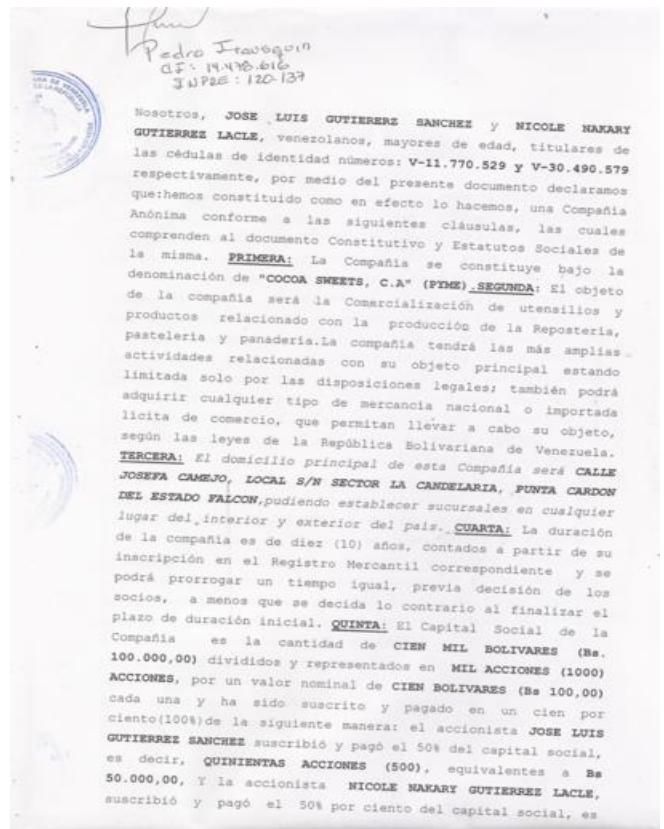 Pedro Irausquin
CI: 14.478.616
INPRE: 120-137
Nosotros, JOSE LUIS GUTIERERZ SANCHEZ y NICOLE NAKARY
GUTIERREZ LACLE, venezolanos, mayores de edad, titulares de
las cédulas de identidad números: V-11.770.529 y V-30.490.579
respectivamente, por medio del presente documento declaramos
que:hemos constituido como en efecto lo hacemos, una Compañia
Anónima conforme a las siguientes cláusulas, las cuales
comprenden al documento Constitutivo y Estatutos Sociales de
la misma. PRIMERA: La Compañia se constituye bajo la
denominación de "COCOA SWEETS, C.A" (PYME).SEGUNDA: El objeto
de la compañia será la Comercialización de utensilios y
productos relacionado con la producción de la Reposteria,
pasteleria y panadería.La compañia tendrá las más amplias
actividades relacionadas con su objeto principal estando
limitada solo por las disposiciones legales; también podrá
adquirir cualquier tipo de mercancia nacional o importada
licita de comercio, que permitan llevar a cabo su objeto,
según las leyes de la República Bolivariana de Venezuela.
TERCERA: El domicilio principal de esta Compañia será CALLE
JOSEFA CAMEJO, LOCAL S/N SECTOR LA CANDELARIA, PUNTA CARDON
DEL ESTADO FALCON,pudiendo establecer sucursales en cualquier
lugar del interior y exterior del pais. CUARTA: La duración
de la compañia es de diez (10) años, contados a partir de su
inscripción en el Registro Mercantil correspondiente y se
podrá prorrogar un tiempo igual, previa decisión de los
socios, a menos que se decida lo contrario al finalizar el
plazo de duración inicial. QUINTA: El Capital Social de la
Compañia es la cantidad de CIEN MIL BOLIVARES (Bs.
100.000,00) divididos y representados en MIL ACCIONES (1000)
ACCIONES, por un valor nominal de CIEN BOLIVARES (Bs 100,00)
cada una y ha sido suscrito y pagado en un cien por
ciento(100%)de la siguiente manera: el accionista JOSE LUIS
GUTIERREZ SANCHEZ suscribió y pagó el 50% del capital social,
es decir, QUINIENTAS ACCIONES (500), equivalentes a Bs
50.000,00, Y la accionista NICOLE NAKARY GUTIERREZ LACLE,
suscribió y pagó el 50% por ciento del capital social, es